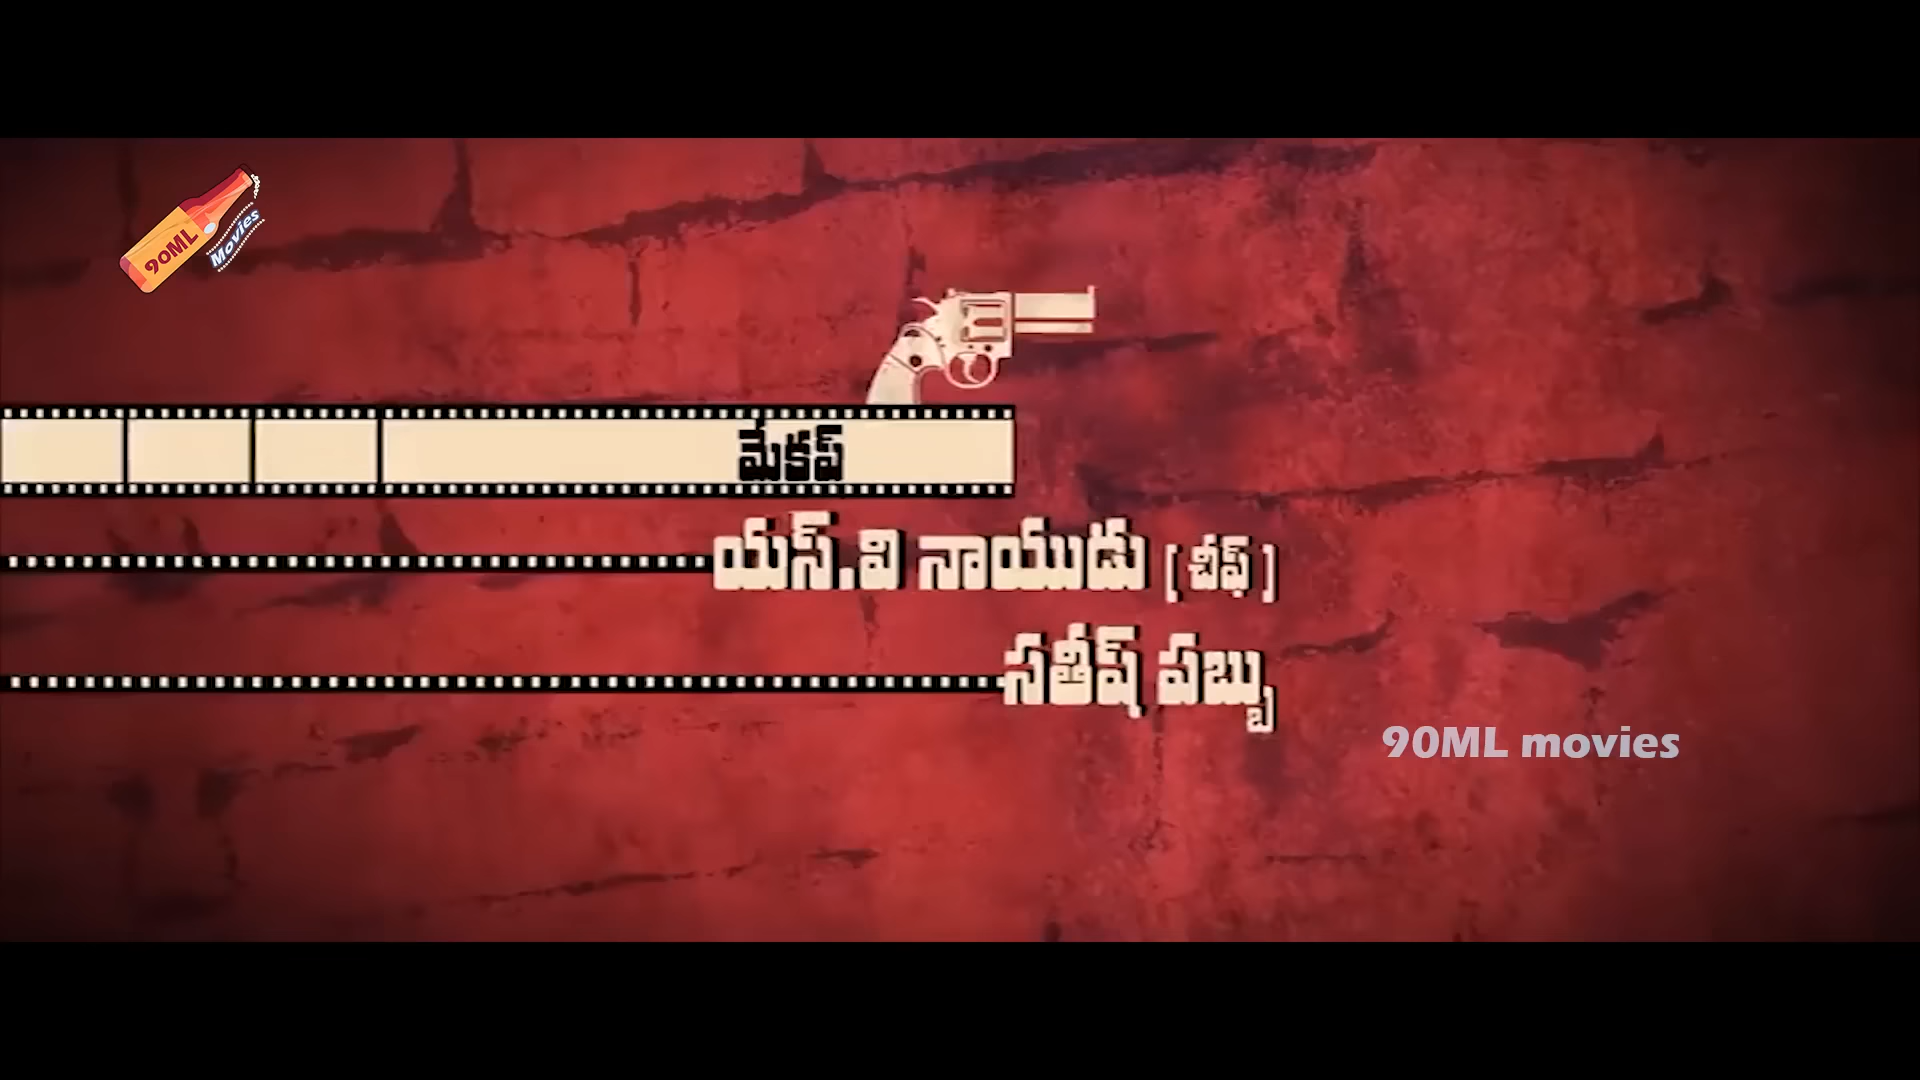 90ML
Movies
మేకప్
యస్.వి నాయుడు [ చీఫ్ ]
సతీష్ పబ్బు
90ML movies